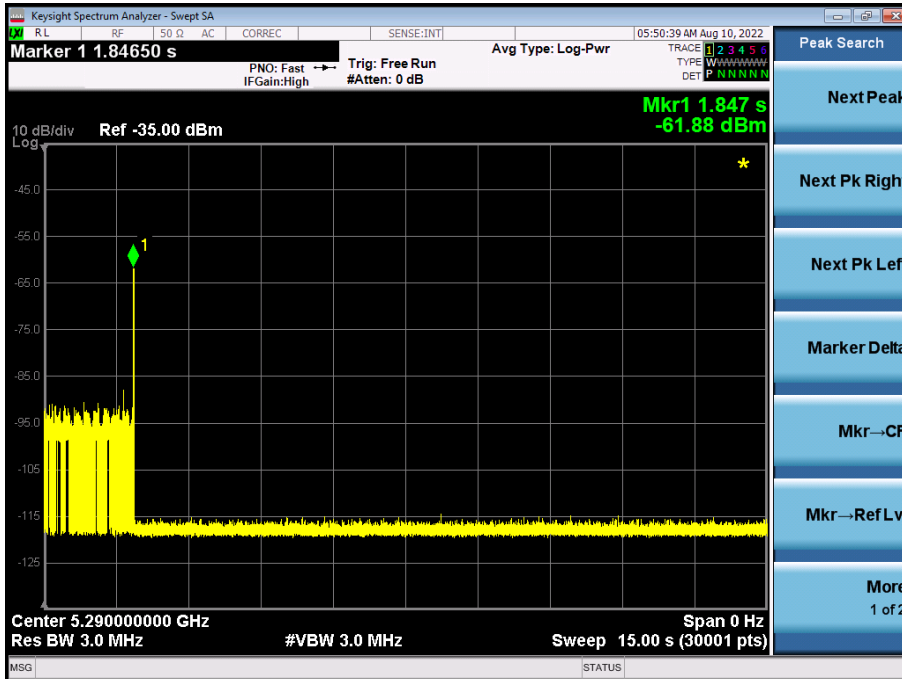 Keysight Spectrum Analyzer - Swept SA
LXI RL RF 50 Ω AC CORREC SENSE:INT 05:50:39 AM Aug 10, 2022
Marker 1 1.84650 s
PNO: Fast
IFGain:High
Trig: Free Run
#Atten: 0 dB
Avg Type: Log-Pwr
TRACE 1 2 3 4 5 6
TYPE WWWWWW
DET P N N N N N
Mkr1 1.847 s
-61.88 dBm
10 dB/div Ref -35.00 dBm
Log
-45.0
-55.0
-65.0
-75.0
-85.0
-95.0
-105
-115
-125
1
*
Center 5.290000000 GHz Span 0 Hz
Res BW 3.0 MHz #VBW 3.0 MHz Sweep 15.00 s (30001 pts)
MSG STATUS
Peak Search
Next Peak
Next Pk Righ
Next Pk Lef
Marker Delta
Mkr→CF
Mkr→Ref Lv
More
1 of 2